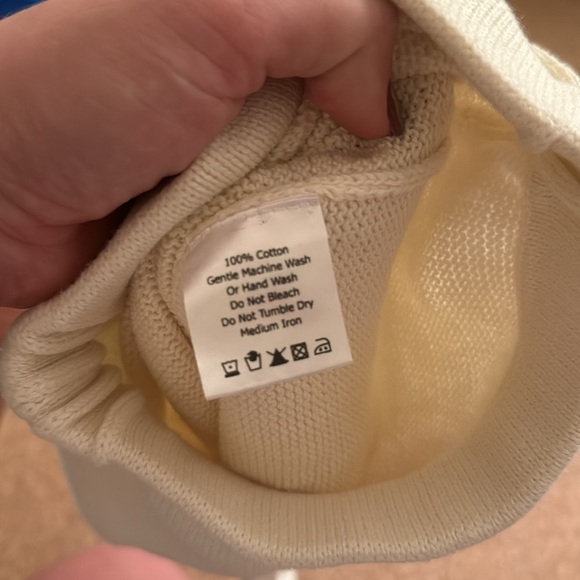 100% Cotton
Gentle Machine Wash
Or Hand Wash
Do Not Bleach
Do Not Tumble Dry
Medium Iron